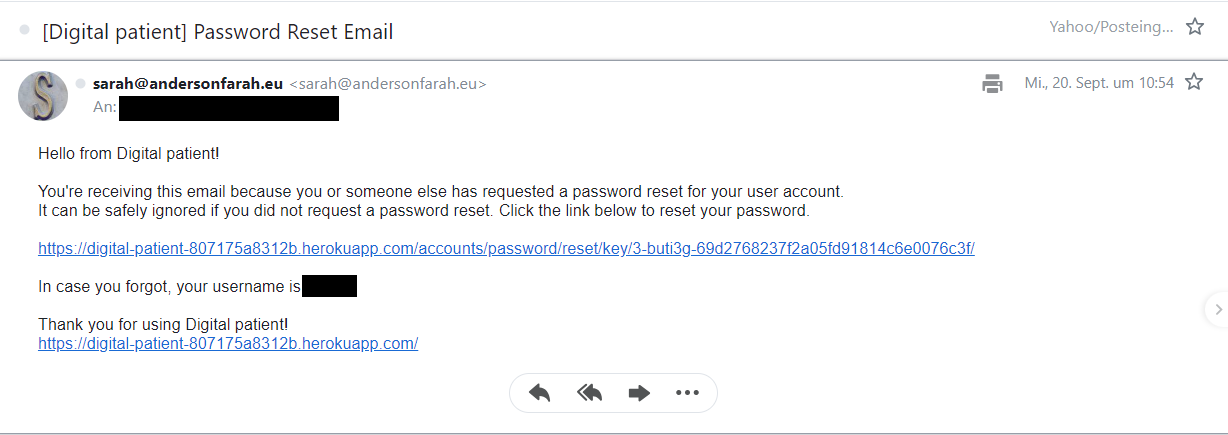 [Digital patient] Password Reset Email
Yahoo/Posteing...
sarah@andersonfarah.eu <sarah@andersonfarah.eu>
Mi., 20. Sept. um 10:54
An:
Hello from Digital patient!
You're receiving this email because you or someone else has requested a password reset for your user account.
It can be safely ignored if you did not request a password reset. Click the link below to reset your password.
https://digital-patient-807175a8312b.herokuapp.com/accounts/password/reset/key/3-buti3g-69d2768237f2a05fd91814c6e0076c3f/
In case you forgot, your username is
Thank you for using Digital patient!
https://digital-patient-807175a8312b.herokuapp.com/